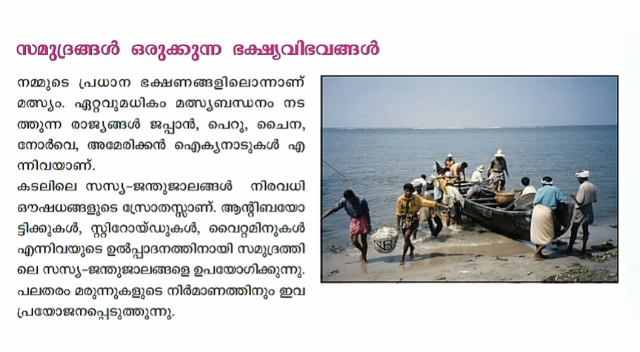 സമുദ്രങ്ങൾ ഒരുക്കുന്ന ഭക്ഷ്യവിഭവങ്ങൾ
നമ്മുടെ പ്രധാന ഭക്ഷണങ്ങളിലൊന്നാണ്
മത്സ്യം. ഏറ്റവുമധികം മത്സ്യബന്ധനം നട
ത്തുന്ന രാജ്യങ്ങൾ ജപ്പാൻ, പെറു, ചൈന,
നോർവെ, അമേരിക്കൻ ഐക്യനാടുകൾ എ
ന്നിവയാണ്.
കടലിലെ സസ്യ-ജന്തുജാലങ്ങൾ നിരവധി
ഔഷധങ്ങളുടെ സ്രോതസ്സാണ്. ആന്റിബയോ
ട്ടിക്കുകൾ, സ്റ്റിറോയ്ഡുകൾ, വൈറ്റമിനുകൾ
എന്നിവയുടെ ഉൽപ്പാദനത്തിനായി സമുദ്രത്തി
ലെ സസ്യ-ജന്തുജാലങ്ങളെ ഉപയോഗിക്കുന്നു.
പലതരം മരുന്നുകളുടെ നിർമാണത്തിനും ഇവ
പ്രയോജനപ്പെടുത്തുന്നു.